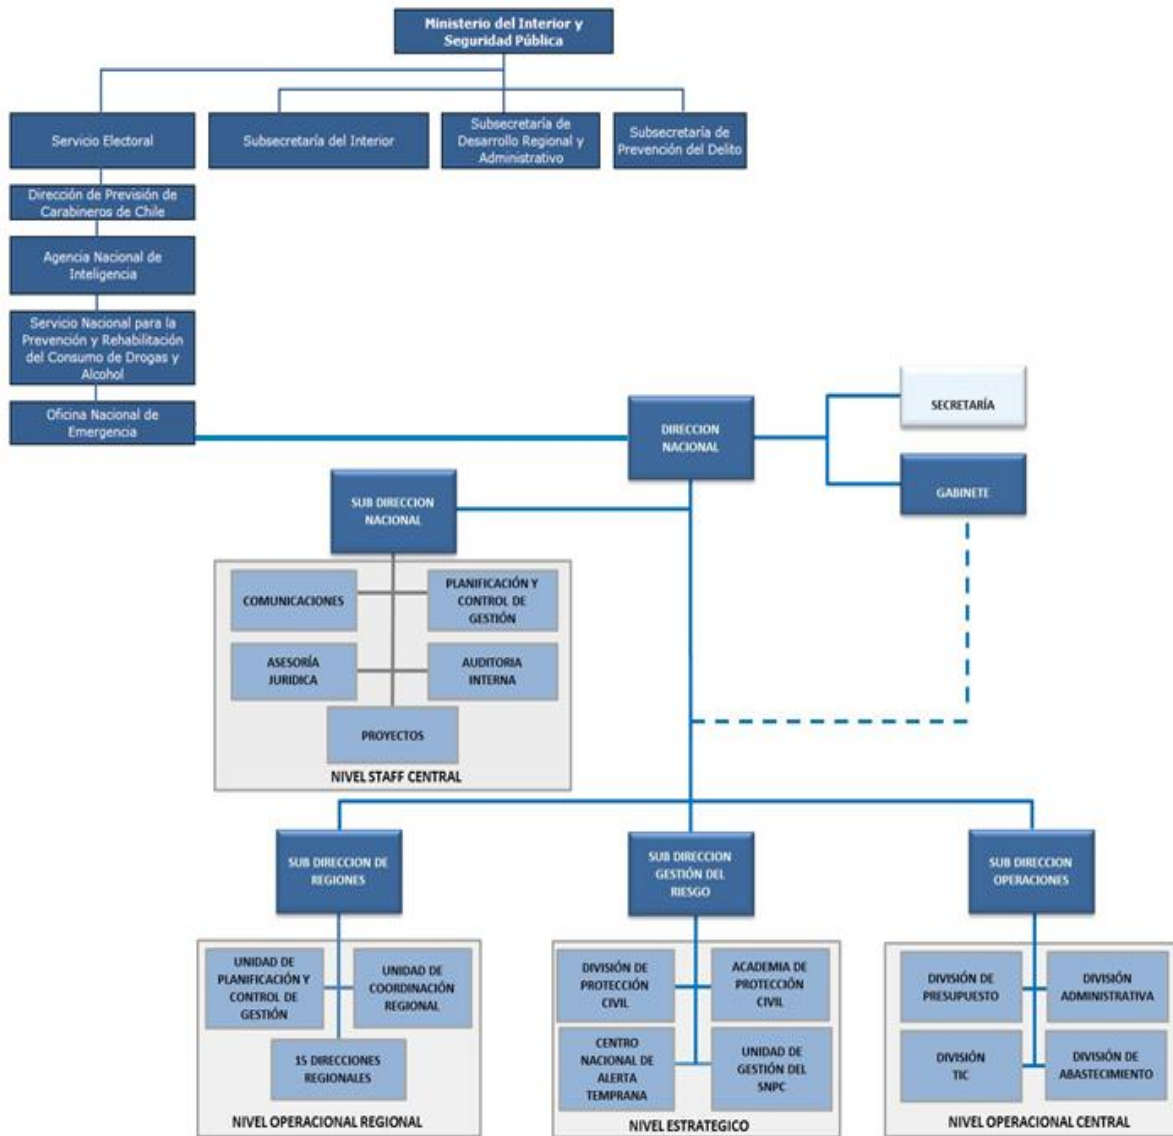 Ministerio del Interior y
Seguridad Pública
Servicio Electoral
Subsecretaría del Interior
Subsecretaría de
Desarrollo Regional y
Administrativo
Subsecretaría de
Prevención del Delito
Dirección de Previsión de
Carabineros de Chile
Agencia Nacional de
Inteligencia
Servicio Nacional para la
Prevención y Rehabilitación
del Consumo de Drogas y
Alcohol
Oficina Nacional de
Emergencia
DIRECCION
NACIONAL
SECRETARÍA
GABINETE
SUB DIRECCION
NACIONAL
COMUNICACIONES
PLANIFICACIÓN Y
CONTROL DE
GESTIÓN
ASESORÍA
JURIDICA
AUDITORIA
INTERNA
PROYECTOS
NIVEL STAFF CENTRAL
SUB DIRECCION DE
REGIONES
SUB DIRECCION
GESTIÓN DEL
RIESGO
SUB DIRECCION
OPERACIONES
UNIDAD DE
PLANIFICACIÓN Y
CONTROL DE
GESTIÓN
UNIDAD DE
COORDINACIÓN
REGIONAL
15 DIRECCIONES
REGIONALES
NIVEL OPERACIONAL REGIONAL
DIVISIÓN DE
PROTECCIÓN
CIVIL
ACADEMIA DE
PROTECCIÓN
CIVIL
CENTRO
NACIONAL DE
ALERTA
TEMPRANA
UNIDAD DE
GESTIÓN DEL
SNPC
NIVEL ESTRATEGICO
DIVISIÓN DE
PRESUPUESTO
DIVISIÓN
ADMINISTRATIVA
DIVISIÓN
TIC
DIVISIÓN DE
ABASTECIMIENTO
NIVEL OPERACIONAL CENTRAL